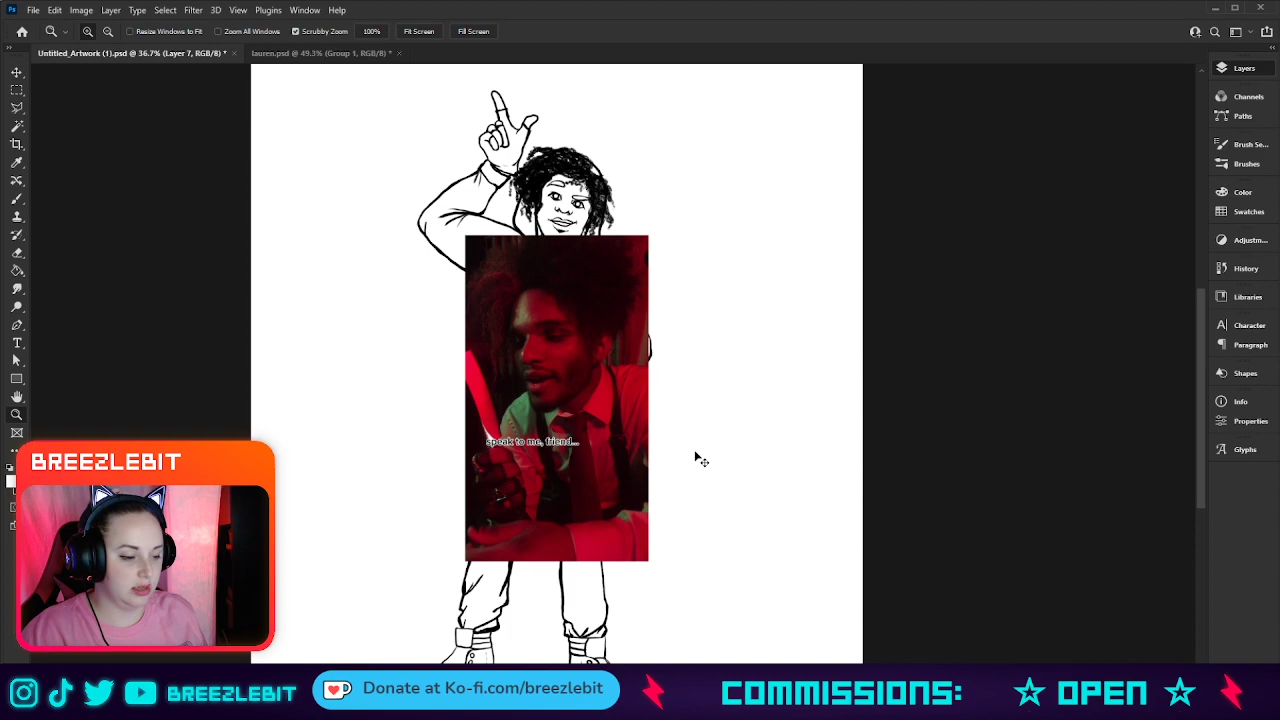 Ps File Edit Image Layer Type Select Filter 3D View Plugins Window Help
Resize Windows to Fit Zoom All Windows Scrubby Zoom 100% Fit Screen Fill Screen
Untitled_Artwork (1).psd @ 36.7% (Layer 7, RGB/8) * × lauren.psd @ 49.3% (Group 1, RGB/8) * ×
Layers
Channels
Paths
Brush Se...
Brushes
Color
Swatches
Adjustm...
History
Libraries
Character
Paragraph
Shapes
Info
Properties
Glyphs
speak to me, friend...
BREEZLEBIT
BREEZLEBIT Donate at Ko-fi.com/breezlebit COMMISSIONS: OPEN